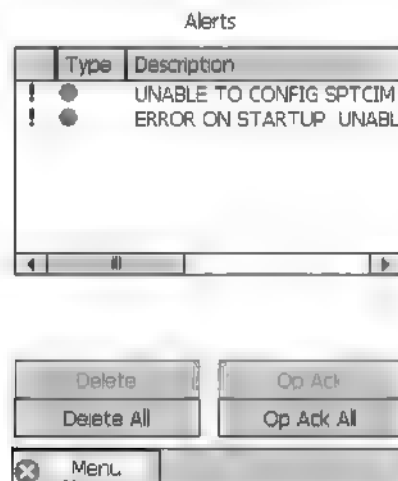 Alerts
Type Description
! UNABLE TO CONFIG SPTCIM
! ERROR ON STARTUP UNABL
Delete Op Ack
Delete All Op Ack All
Menu